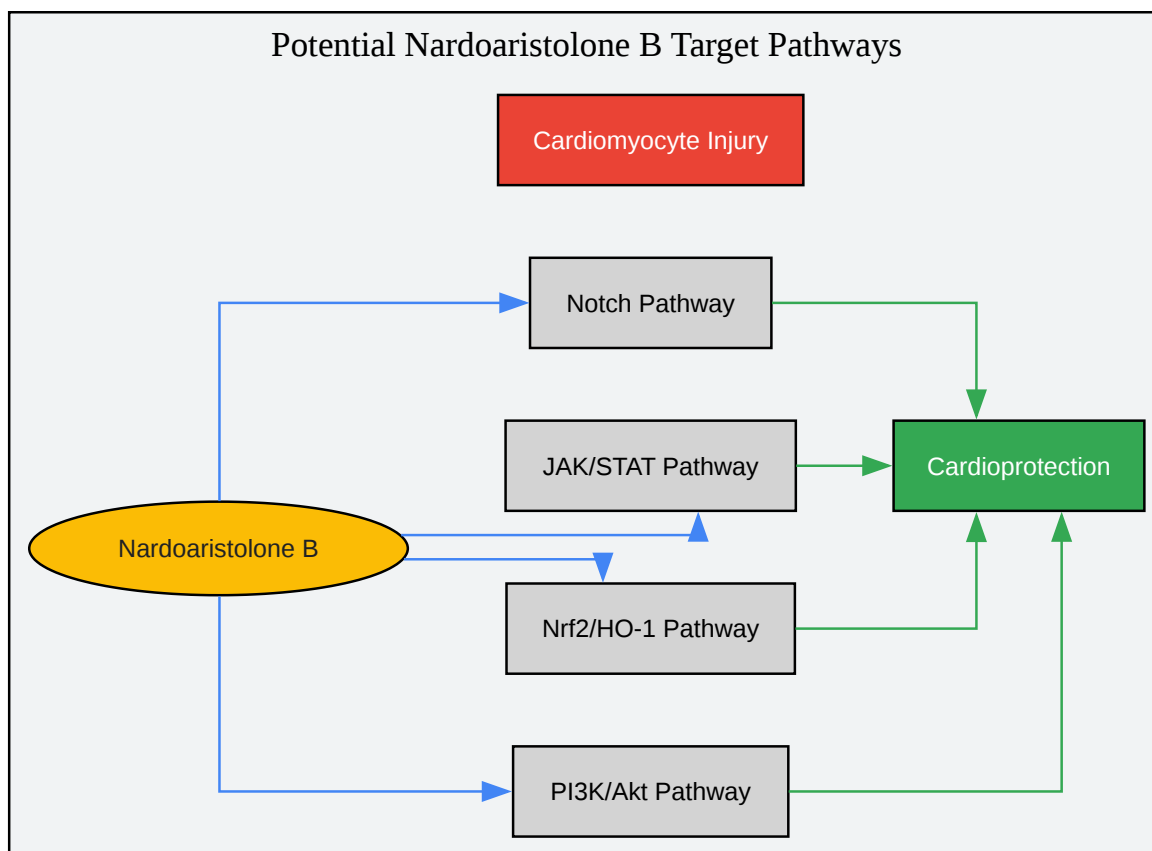 Potential Nardoaristolone B Target Pathways
Cardiomyocyte Injury
Notch Pathway
JAK/STAT Pathway
Cardioprotection
Nardoaristolone B
Nrf2/HO-1 Pathway
PI3K/Akt Pathway